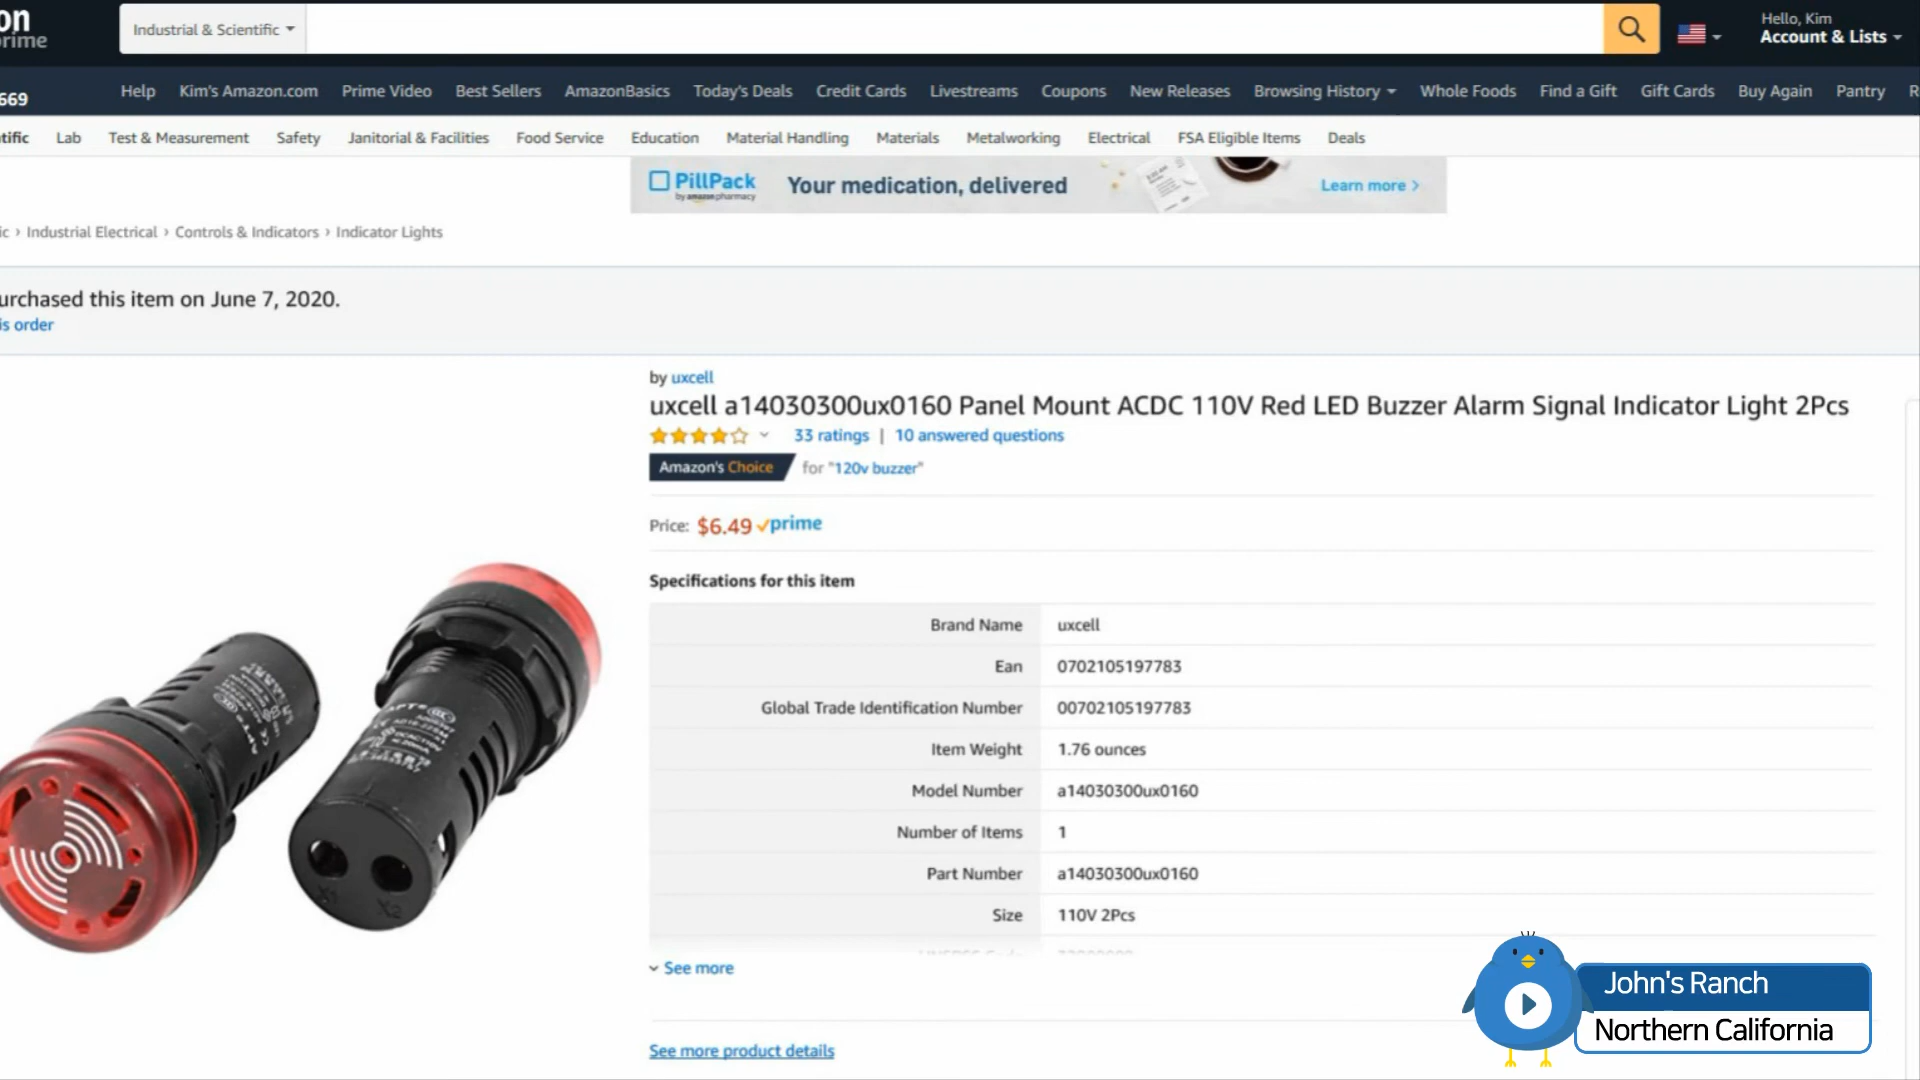 on
prime
Industrial & Scientific
Hello, Kim
Account & Lists
669
Help Kim's Amazon.com Prime Video Best Sellers AmazonBasics Today's Deals Credit Cards Livestreams Coupons New Releases Browsing History Whole Foods Find a Gift Gift Cards Buy Again Pantry R
tific Lab Test & Measurement Safety Janitorial & Facilities Food Service Education Material Handling Materials Metalworking Electrical FSA Eligible Items Deals
PillPack
by amazon pharmacy
Your medication, delivered
Learn more >
ic › Industrial Electrical › Controls & Indicators › Indicator Lights
urchased this item on June 7, 2020.
is order
by uxcell
uxcell a14030300ux0160 Panel Mount ACDC 110V Red LED Buzzer Alarm Signal Indicator Light 2Pcs
33 ratings | 10 answered questions
Amazon's Choice for "120v buzzer"
Price: $6.49 prime
Specifications for this item
Brand Name uxcell
Ean 0702105197783
Global Trade Identification Number 00702105197783
Item Weight 1.76 ounces
Model Number a14030300ux0160
Number of Items 1
Part Number a14030300ux0160
Size 110V 2Pcs
See more
See more product details
X1 X2
John's Ranch
Northern California